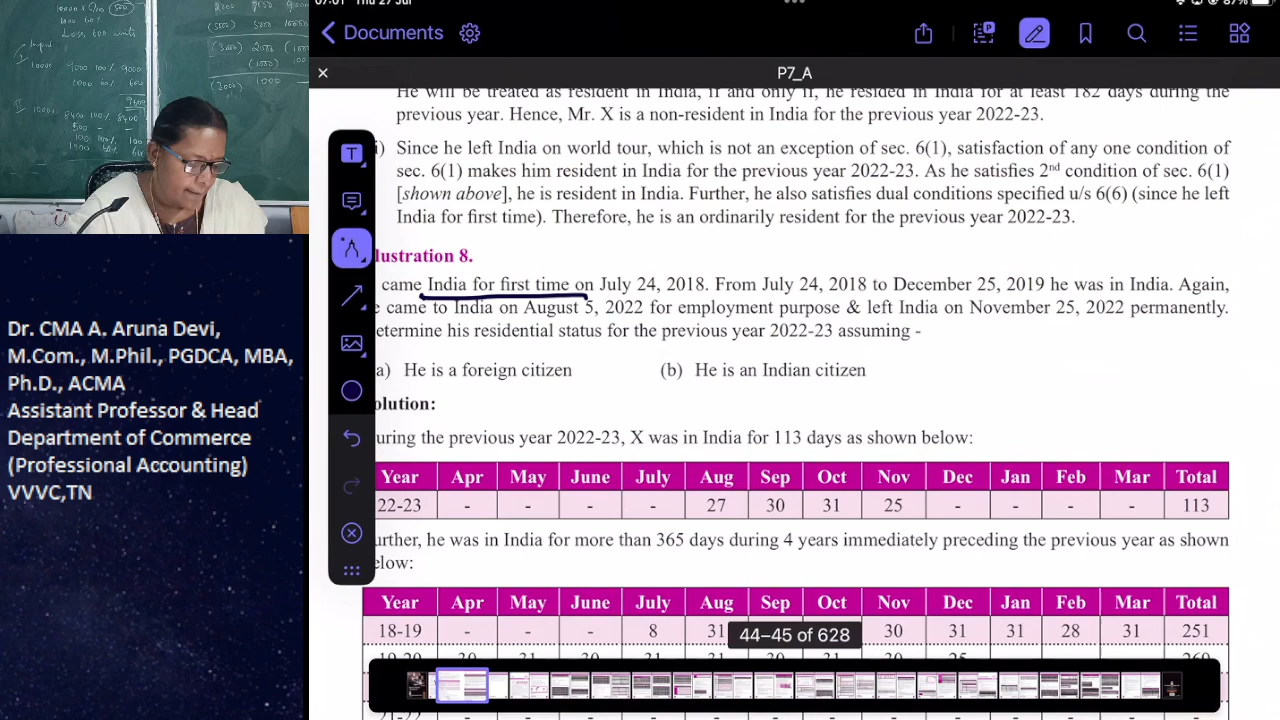 07:01 Thu 27 Jul
87%
Documents
P7_A
He will be treated as resident in India, if and only if, he resided in India for at least 182 days during the
previous year. Hence, Mr. X is a non-resident in India for the previous year 2022-23.
i) Since he left India on world tour, which is not an exception of sec. 6(1), satisfaction of any one condition of
sec. 6(1) makes him resident in India for the previous year 2022-23. As he satisfies 2nd condition of sec. 6(1)
[shown above], he is resident in India. Further, he also satisfies dual conditions specified u/s 6(6) (since he left
India for first time). Therefore, he is an ordinarily resident for the previous year 2022-23.
lustration 8.
came India for first time on July 24, 2018. From July 24, 2018 to December 25, 2019 he was in India. Again,
e came to India on August 5, 2022 for employment purpose & left India on November 25, 2022 permanently.
etermine his residential status for the previous year 2022-23 assuming -
a) He is a foreign citizen (b) He is an Indian citizen
olution:
uring the previous year 2022-23, X was in India for 113 days as shown below:
Year Apr May June July Aug Sep Oct Nov Dec Jan Feb Mar Total
22-23 - - - - 27 30 31 25 - - - - 113
urther, he was in India for more than 365 days during 4 years immediately preceding the previous year as shown
elow:
Year Apr May June July Aug Sep Oct Nov Dec Jan Feb Mar Total
18-19 - - - 8 31 30 31 31 28 31 251
44–45 of 628
Dr. CMA A. Aruna Devi,
M.Com., M.Phil., PGDCA, MBA,
Ph.D., ACMA
Assistant Professor & Head
Department of Commerce
(Professional Accounting)
VVVC,TN